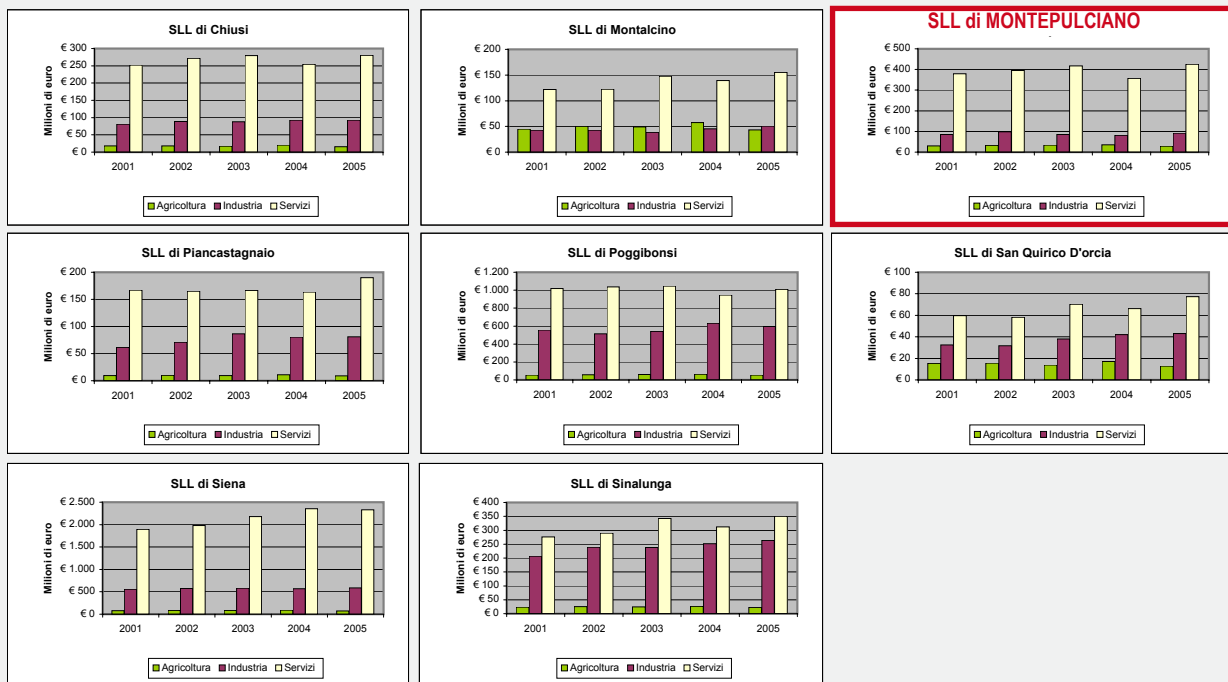 SLL di Chiusi
Milioni di euro
€ 300
€ 250
€ 200
€ 150
€ 100
€ 50
€ 0
2001 2002 2003 2004 2005
Agricoltura Industria Servizi
SLL di Montalcino
Milioni di euro
€ 200
€ 150
€ 100
€ 50
€ 0
2001 2002 2003 2004 2005
Agricoltura Industria Servizi
SLL di MONTEPULCIANO
Milioni di euro
€ 500
€ 400
€ 300
€ 200
€ 100
€ 0
2001 2002 2003 2004 2005
Agricoltura Industria Servizi
SLL di Piancastagnaio
Milioni di euro
€ 200
€ 150
€ 100
€ 50
€ 0
2001 2002 2003 2004 2005
Agricoltura Industria Servizi
SLL di Poggibonsi
Milioni di euro
€ 1.200
€ 1.000
€ 800
€ 600
€ 400
€ 200
€ 0
2001 2002 2003 2004 2005
Agricoltura Industria Servizi
SLL di San Quirico D'orcia
Milioni di euro
€ 100
€ 80
€ 60
€ 40
€ 20
€ 0
2001 2002 2003 2004 2005
Agricoltura Industria Servizi
SLL di Siena
Milioni di euro
€ 2.500
€ 2.000
€ 1.500
€ 1.000
€ 500
€ 0
2001 2002 2003 2004 2005
Agricoltura Industria Servizi
SLL di Sinalunga
Milioni di euro
€ 400
€ 350
€ 300
€ 250
€ 200
€ 150
€ 100
€ 50
€ 0
2001 2002 2003 2004 2005
Agricoltura Industria Servizi